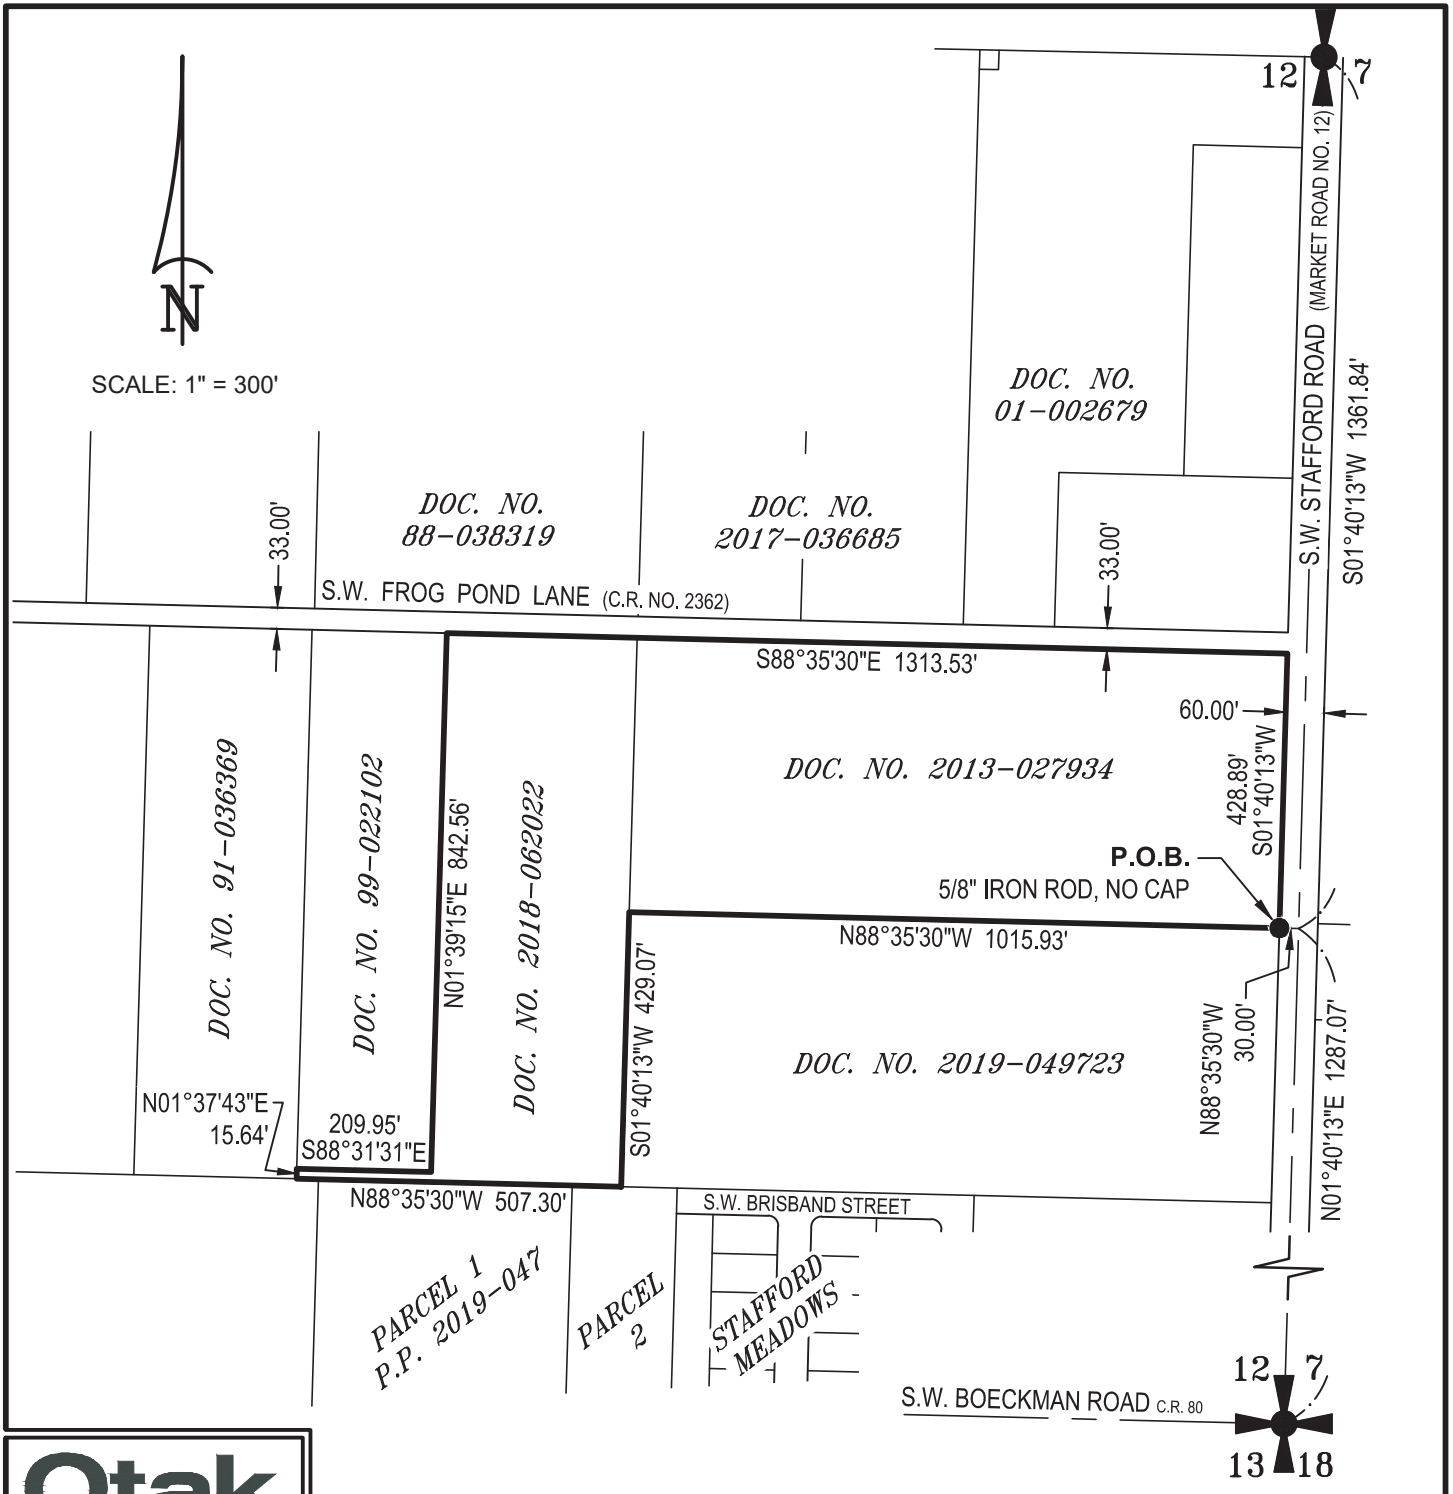 12 7
N
SCALE: 1" = 300'
S.W. STAFFORD ROAD (MARKET ROAD NO. 12)
S01°40'13"W 1361.84'
DOC. NO.
01-002679
DOC. NO.
88-038319
DOC. NO.
2017-036685
33.00'
33.00'
S.W. FROG POND LANE (C.R. NO. 2362)
S88°35'30"E 1313.53'
60.00'
428.89'
S01°40'13"W
DOC. NO. 91-036369
DOC. NO. 99-022102
N01°39'15"E 842.56'
DOC. NO. 2018-062022
DOC. NO. 2013-027934
P.O.B.
5/8" IRON ROD, NO CAP
N88°35'30"W 1015.93'
S01°40'13"W 429.07'
DOC. NO. 2019-049723
N88°35'30"W
30.00'
N01°40'13"E 1287.07'
N01°37'43"E
15.64'
209.95'
S88°31'31"E
N88°35'30"W 507.30'
S.W. BRISBAND STREET
PARCEL 1
P.P. 2019-047
PARCEL
2
STAFFORD
MEADOWS
12 7
S.W. BOECKMAN ROAD C.R. 80
13 18
Otak